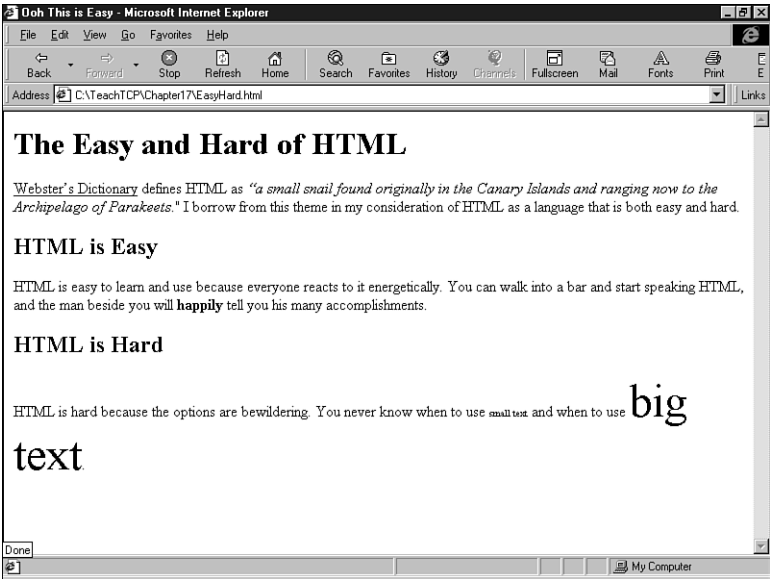 Ooh This is Easy - Microsoft Internet Explorer
File Edit View Go Favorites Help
Back Forward Stop Refresh Home Search Favorites History Channels Fullscreen Mail Fonts Print E
Address C:\TeachTCP\Chapter17\EasyHard.html Links
The Easy and Hard of HTML
Webster's Dictionary defines HTML as “a small snail found originally in the Canary Islands and ranging now to the
Archipelago of Parakeets." I borrow from this theme in my consideration of HTML as a language that is both easy and hard.
HTML is Easy
HTML is easy to learn and use because everyone reacts to it energetically. You can walk into a bar and start speaking HTML,
and the man beside you will happily tell you his many accomplishments.
HTML is Hard
HTML is hard because the options are bewildering. You never know when to use small text and when to use big
text.
Done
My Computer